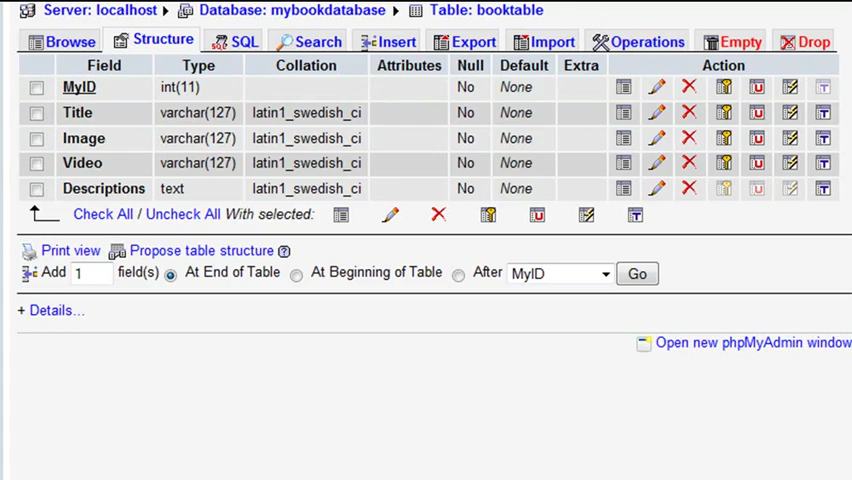 Server: localhost Database: mybookdatabase Table: booktable
Browse Structure SQL Search Insert Export Import Operations Empty Drop
Field Type Collation Attributes Null Default Extra Action
MyID int(11) No None
Title varchar(127) latin1_swedish_ci No None
Image varchar(127) latin1_swedish_ci No None
Video varchar(127) latin1_swedish_ci No None
Descriptions text latin1_swedish_ci No None
Check All / Uncheck All With selected:
Print view Propose table structure
Add 1 field(s) At End of Table At Beginning of Table After MyID Go
+ Details...
Open new phpMyAdmin window